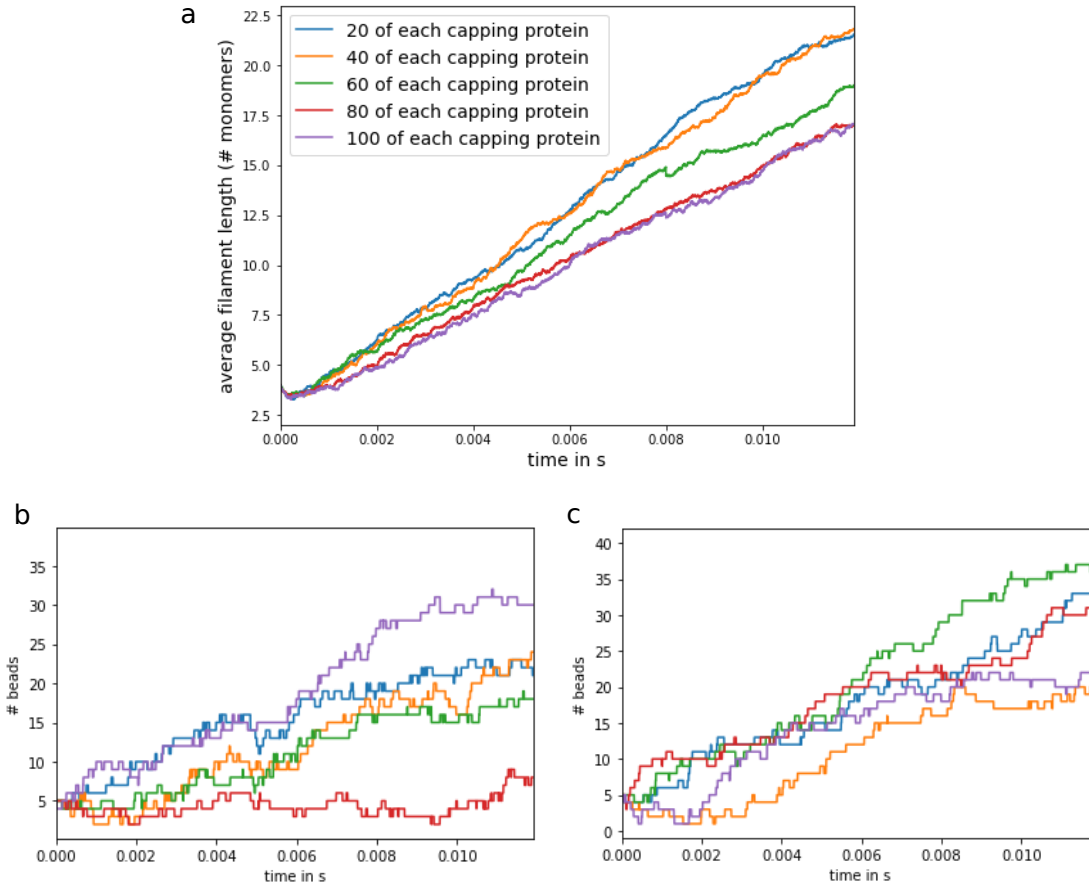 a
22.5
20.0
17.5
15.0
12.5
10.0
7.5
5.0
2.5
average filament length (# monomers)
20 of each capping protein
40 of each capping protein
60 of each capping protein
80 of each capping protein
100 of each capping protein
0.000 0.002 0.004 0.006 0.008 0.010
time in s
b
35
30
25
20
15
10
5
# beads
0.000 0.002 0.004 0.006 0.008 0.010
time in s
c
40
35
30
25
20
15
10
5
0
# beads
0.000 0.002 0.004 0.006 0.008 0.010
time in s